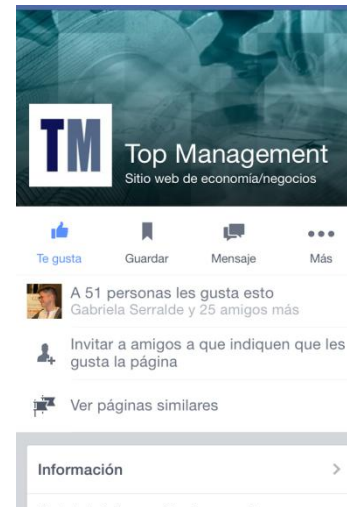 TM
Top Management
Sitio web de economía/negocios
Te gusta
Guardar
Mensaje
Más
A 51 personas les gusta esto
Gabriela Serralde y 25 amigos más
Invitar a amigos a que indiquen que les
gusta la página
Ver páginas similares
Información